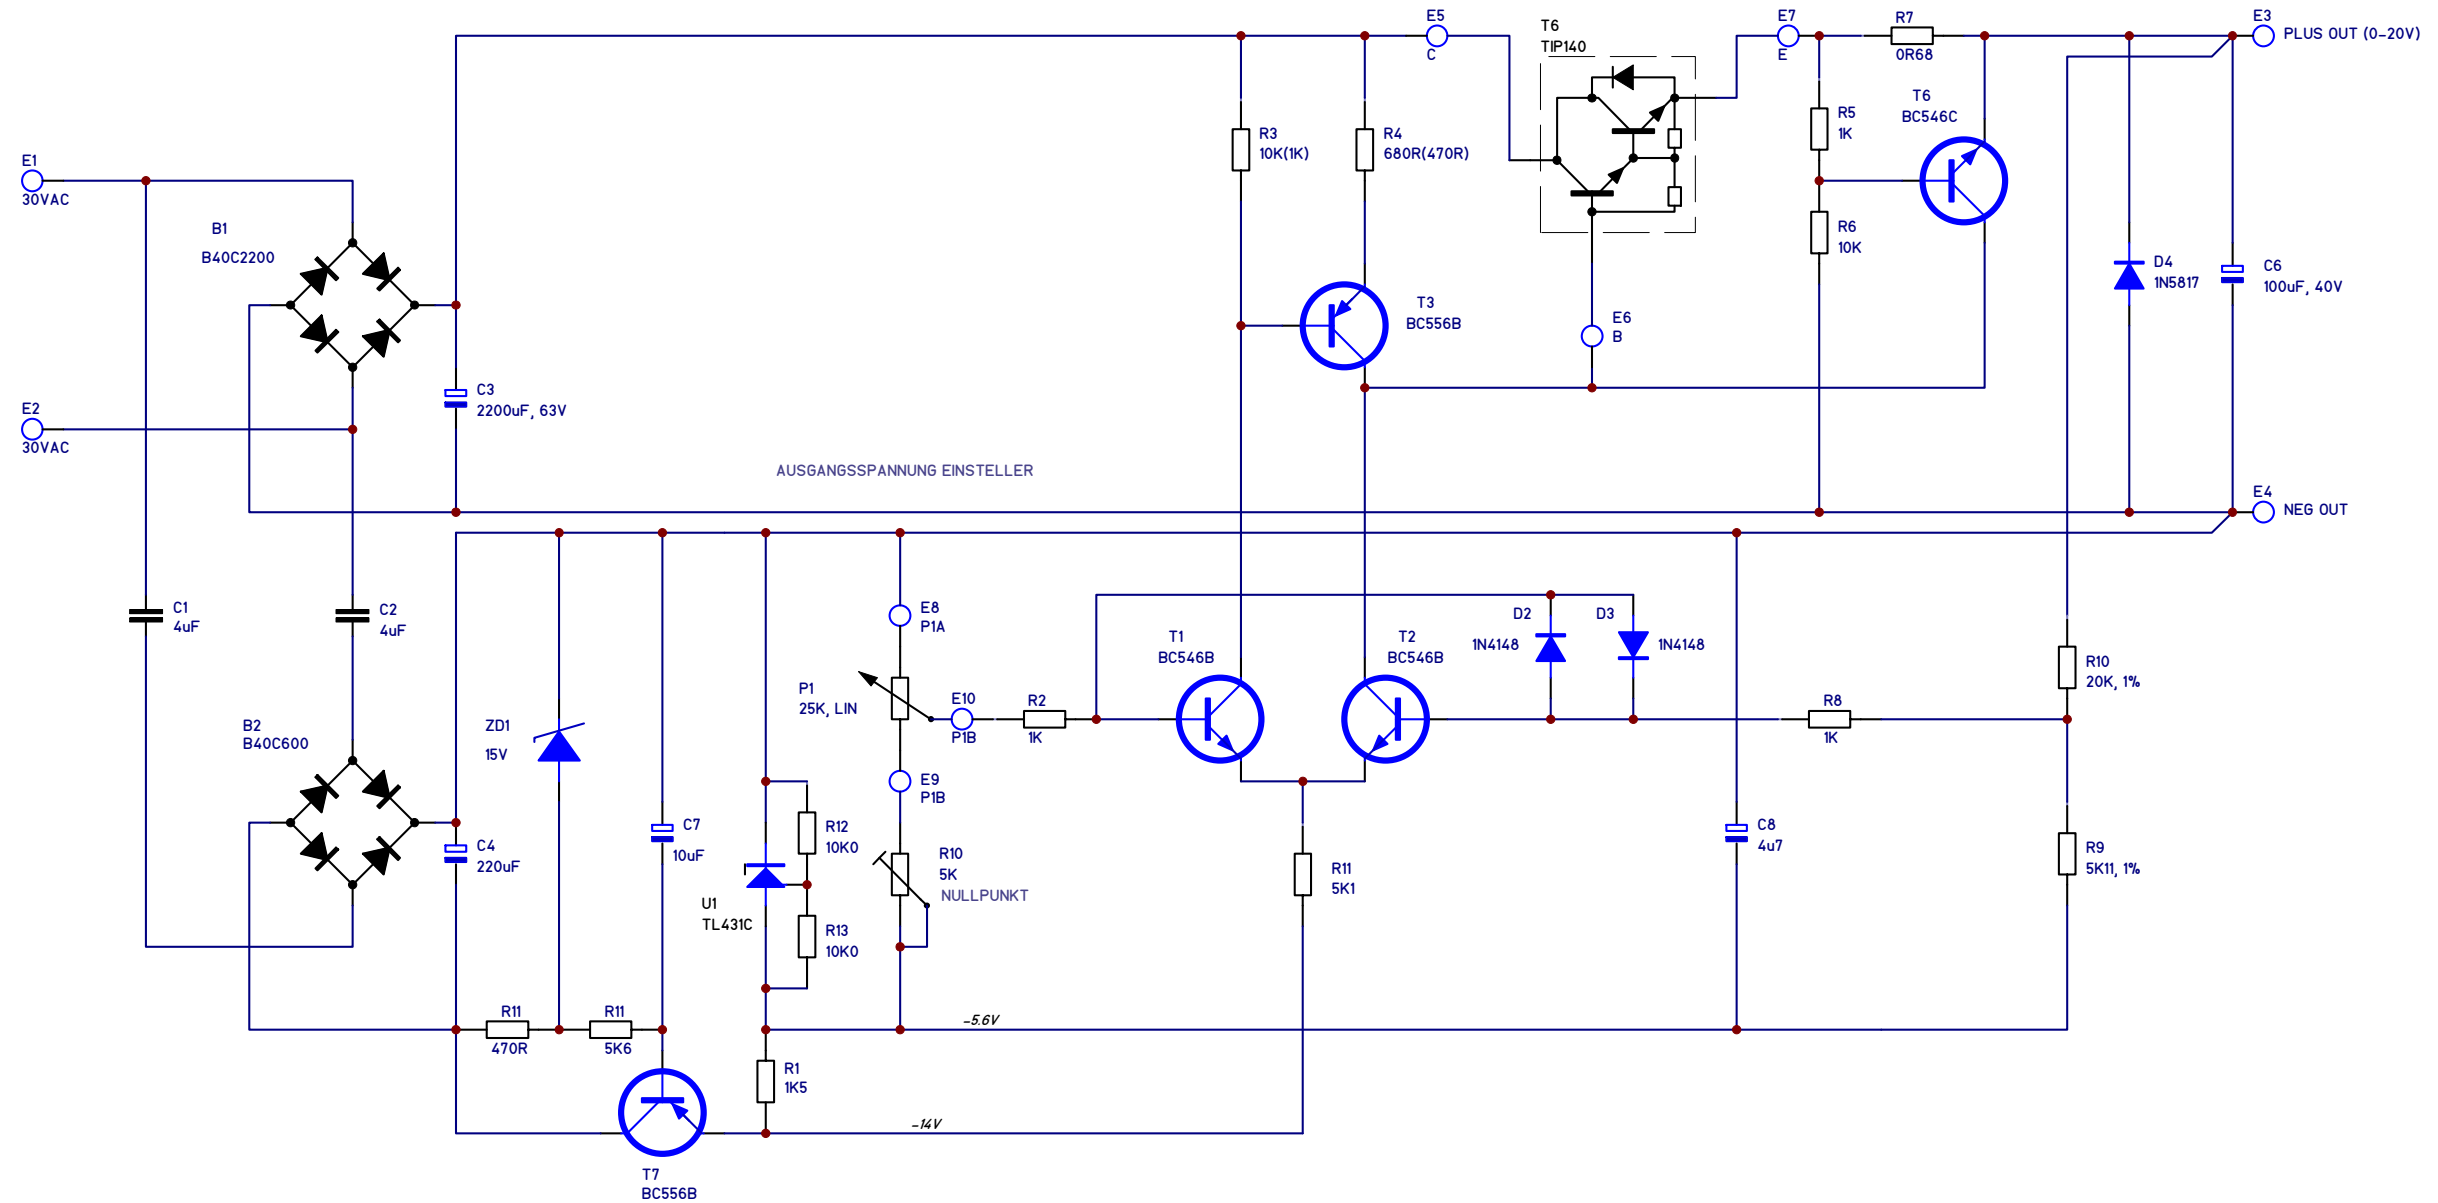 E1
30VAC
E2
30VAC
B1
B40C2200
C3
2200uF, 63V
C1
4uF
C2
4uF
B2
B40C600
C4
220uF
AUSGANGSSPANNUNG EINSTELLER
ZD1
15V
C7
10uF
R11
470R
R11
5K6
T7
BC556B
U1
TL431C
R12
10K0
R13
10K0
R1
1K5
P1
25K, LIN
E8
P1A
E10
P1B
E9
P1B
R10
5K
NULLPUNKT
-5.6V
-14V
R2
1K
T1
BC546B
T2
BC546B
R11
5K1
R3
10K(1K)
R4
680R(470R)
T3
BC556B
E5
C
T6
TIP140
E6
B
E7
E
R7
0R68
R5
1K
R6
10K
T6
BC546C
D4
1N5817
C6
100uF, 40V
E3
PLUS OUT (0-20V)
E4
NEG OUT
D2
1N4148
D3
1N4148
R8
1K
C8
4u7
R10
20K, 1%
R9
5K11, 1%